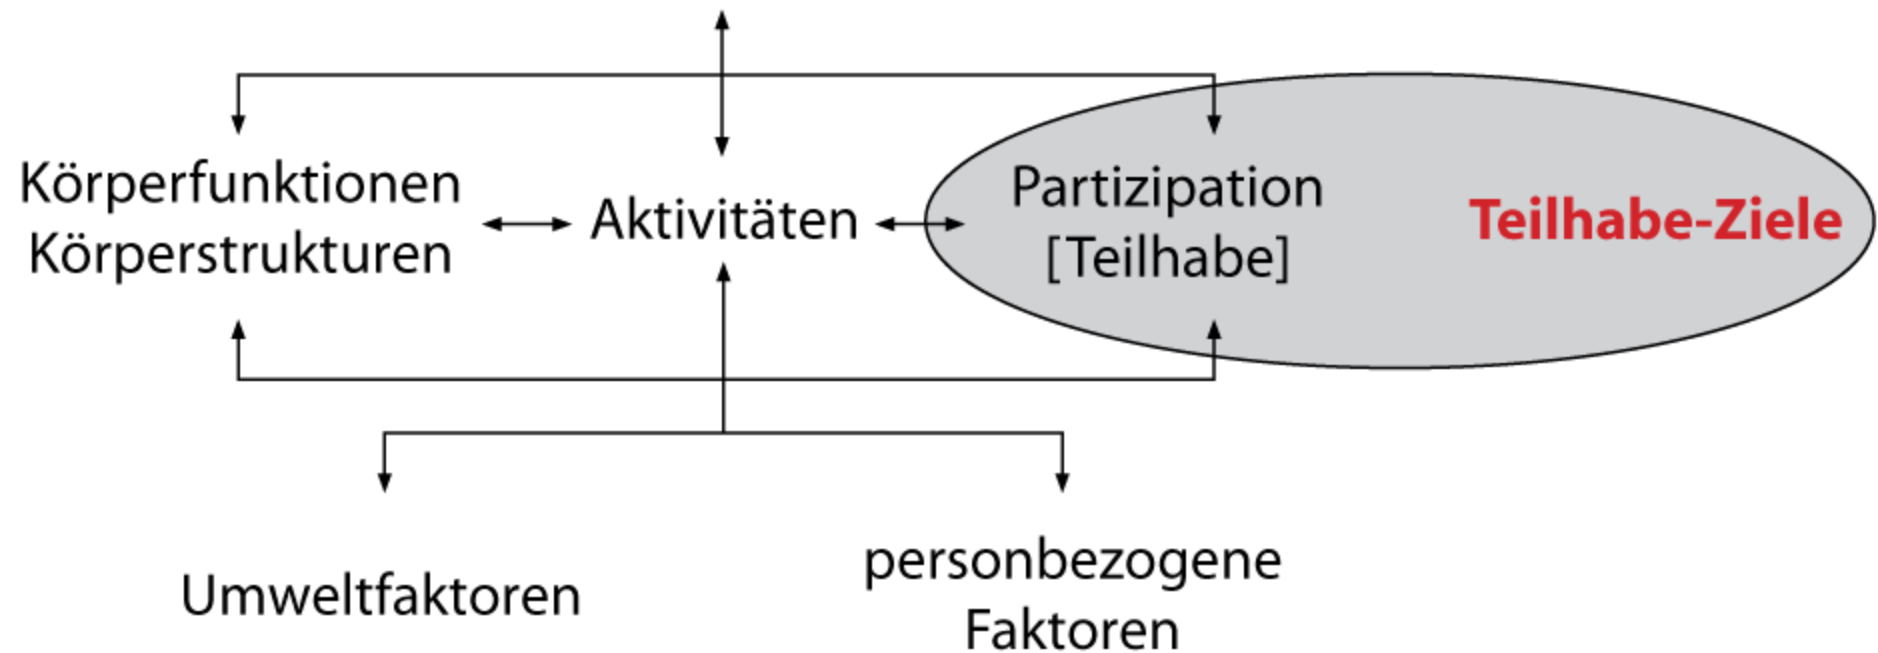 Körperfunktionen
Körperstrukturen
Aktivitäten
Partizipation
[Teilhabe]
Teilhabe-Ziele
Umweltfaktoren
personbezogene
Faktoren